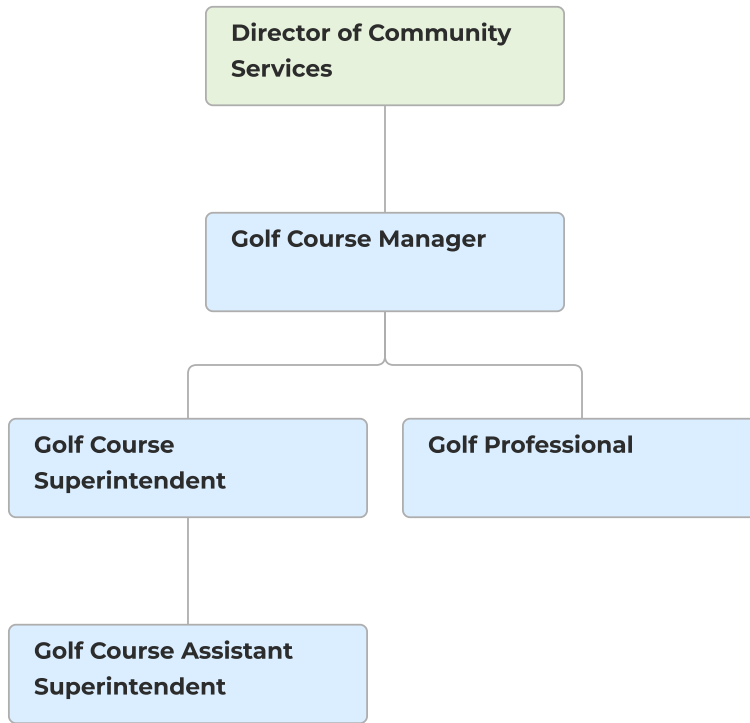 Director of Community
Services
Golf Course Manager
Golf Course
Superintendent
Golf Professional
Golf Course Assistant
Superintendent